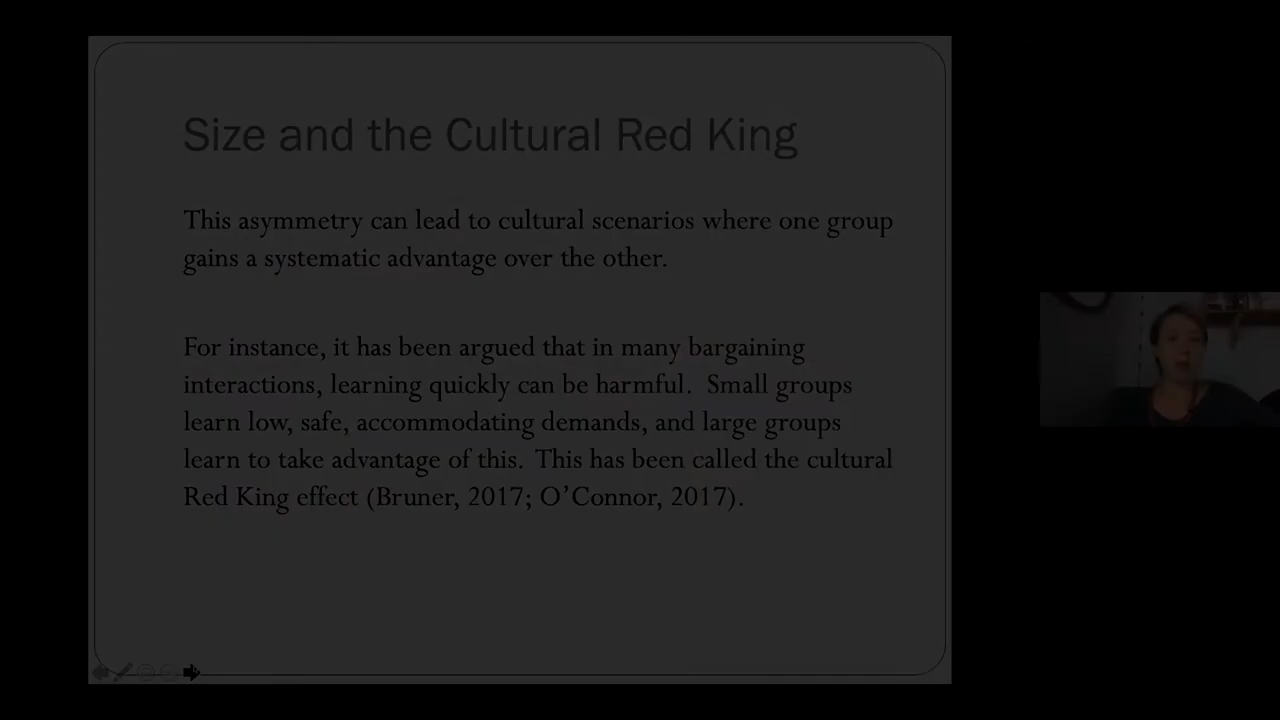 Size and the Cultural Red King
This asymmetry can lead to cultural scenarios where one group
gains a systematic advantage over the other.
For instance, it has been argued that in many bargaining
interactions, learning quickly can be harmful.  Small groups
learn low, safe, accommodating demands, and large groups
learn to take advantage of this.  This has been called the cultural
Red King effect (Bruner, 2017; O’Connor, 2017).